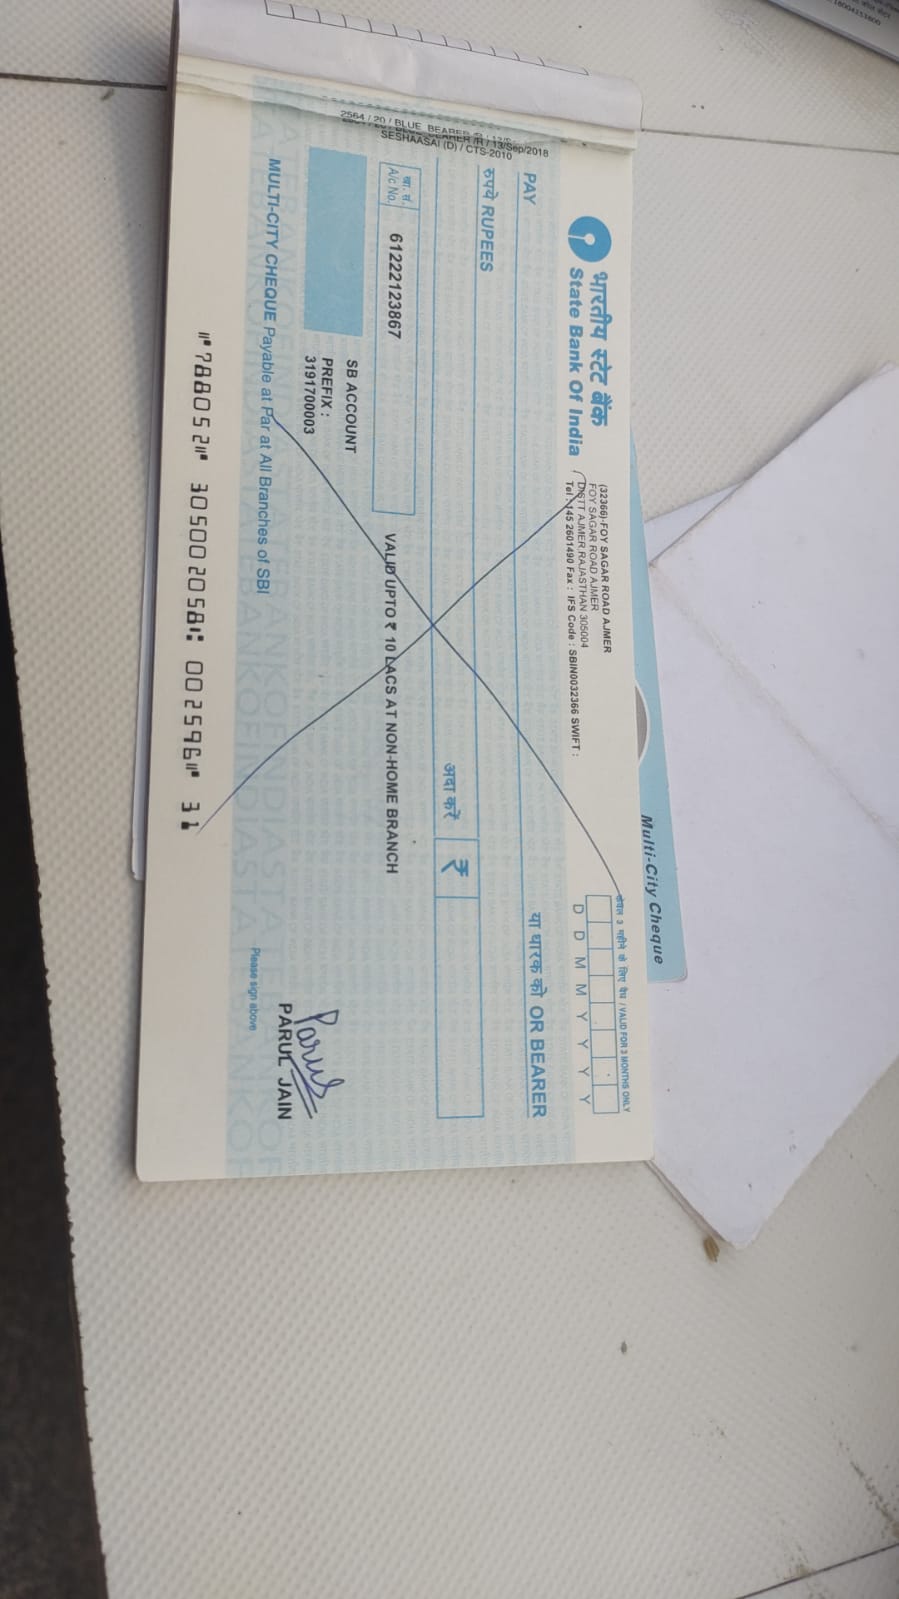 2564 / 20 / BLUE BEARER /R / 13/Sep/2018
SESHAASAI (D) / CTS-2010
भारतीय स्टेट बैंक
State Bank Of India
(32366)-FOY SAGAR ROAD AJMER
FOY SAGAR ROAD AJMER
DISTT AJMER,RAJASTHAN 305004
Tel : 145 2601490 Fax : IFS Code : SBIN0032366 SWIFT :
केवल 3 महीने के लिए वैध / VALID FOR 3 MONTHS ONLY
D D M M Y Y Y Y
PAY
या धारक को OR BEARER
रुपये RUPEES
अदा करें
₹
खा. सं.
A/c No.
61222123867
VALID UPTO ₹ 10 LACS AT NON-HOME BRANCH
SB ACCOUNT
PREFIX :
3191700003
Parul
PARUL JAIN
MULTI-CITY CHEQUE Payable at Par at All Branches of SBI
Please sign above
⑈788052⑈ 305002058⑆ 002596⑈ 31
Multi-City Cheque
18004253800